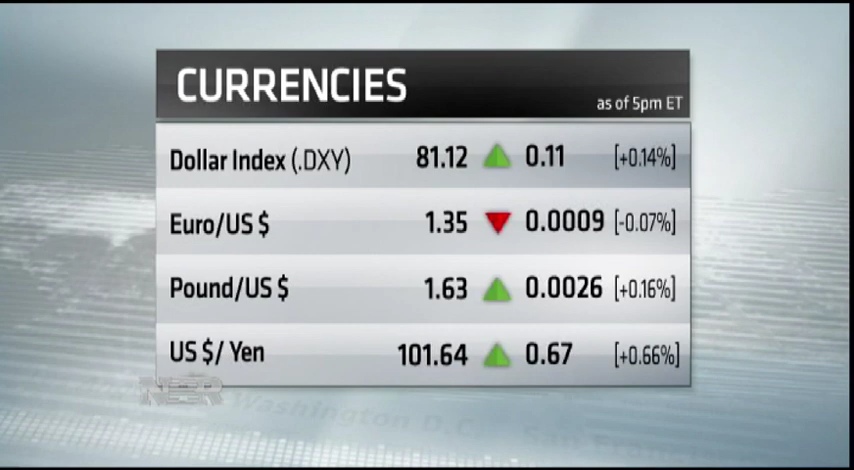 CURRENCIES
as of 5pm ET
Dollar Index (.DXY) 81.12 ▲ 0.11 [+0.14%]
Euro/US $ 1.35 ▼ 0.0009 [-0.07%]
Pound/US $ 1.63 ▲ 0.0026 [+0.16%]
US $/ Yen 101.64 ▲ 0.67 [+0.66%]
NBR
Washington D.C.